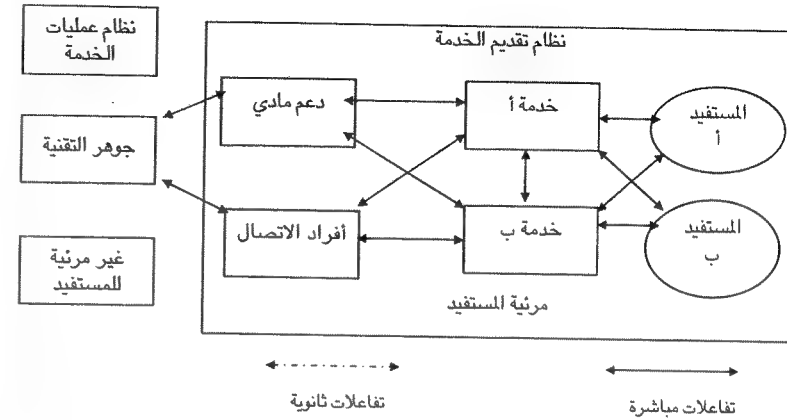 نظام عمليات
الخدمة
نظام تقديم الخدمة
دعم مادي
خدمة أ
المستفيد
أ
جوهر التقنية
أفراد الاتصال
خدمة ب
المستفيد
ب
غير مرئية
للمستفيد
مرئية المستفيد
تفاعلات ثانوية
تفاعلات مباشرة